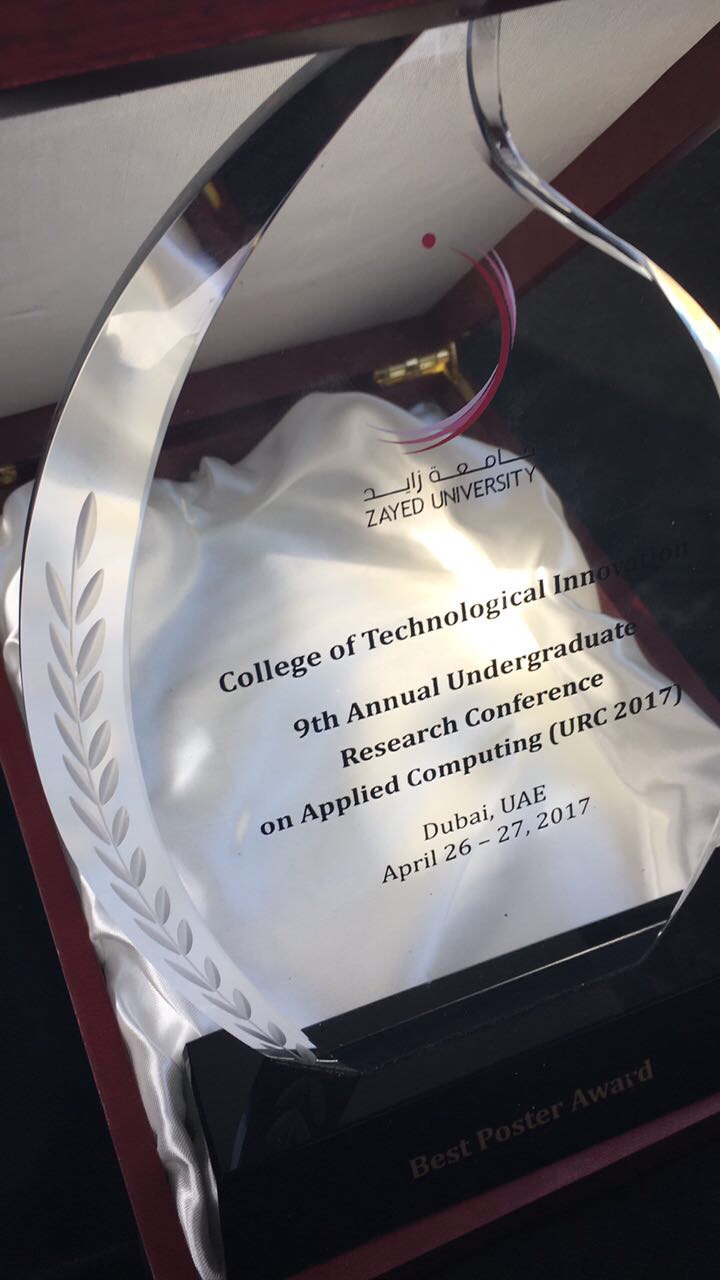 جامعة زايد
ZAYED UNIVERSITY
College of Technological Innovation
9th Annual Undergraduate
Research Conference
on Applied Computing (URC 2017)
Dubai, UAE
April 26 – 27, 2017
Best Poster Award